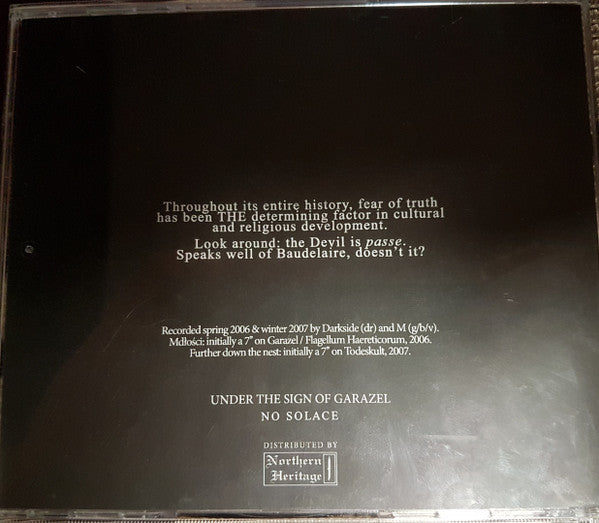 Throughout its entire history, fear of truth
has been THE determining factor in cultural
and religious development.
Look around: the Devil is passe.
Speaks well of Baudelaire, doesn't it?
Recorded spring 2006 & winter 2007 by Darkside (dr) and M (g/b/v).
Mdłości: initially a 7" on Garazel / Flagellum Haereticorum, 2006.
Further down the nest: initially a 7" on Todeskult, 2007.
UNDER THE SIGN OF GARAZEL
NO SOLACE
DISTRIBUTED BY
Northern
Heritage